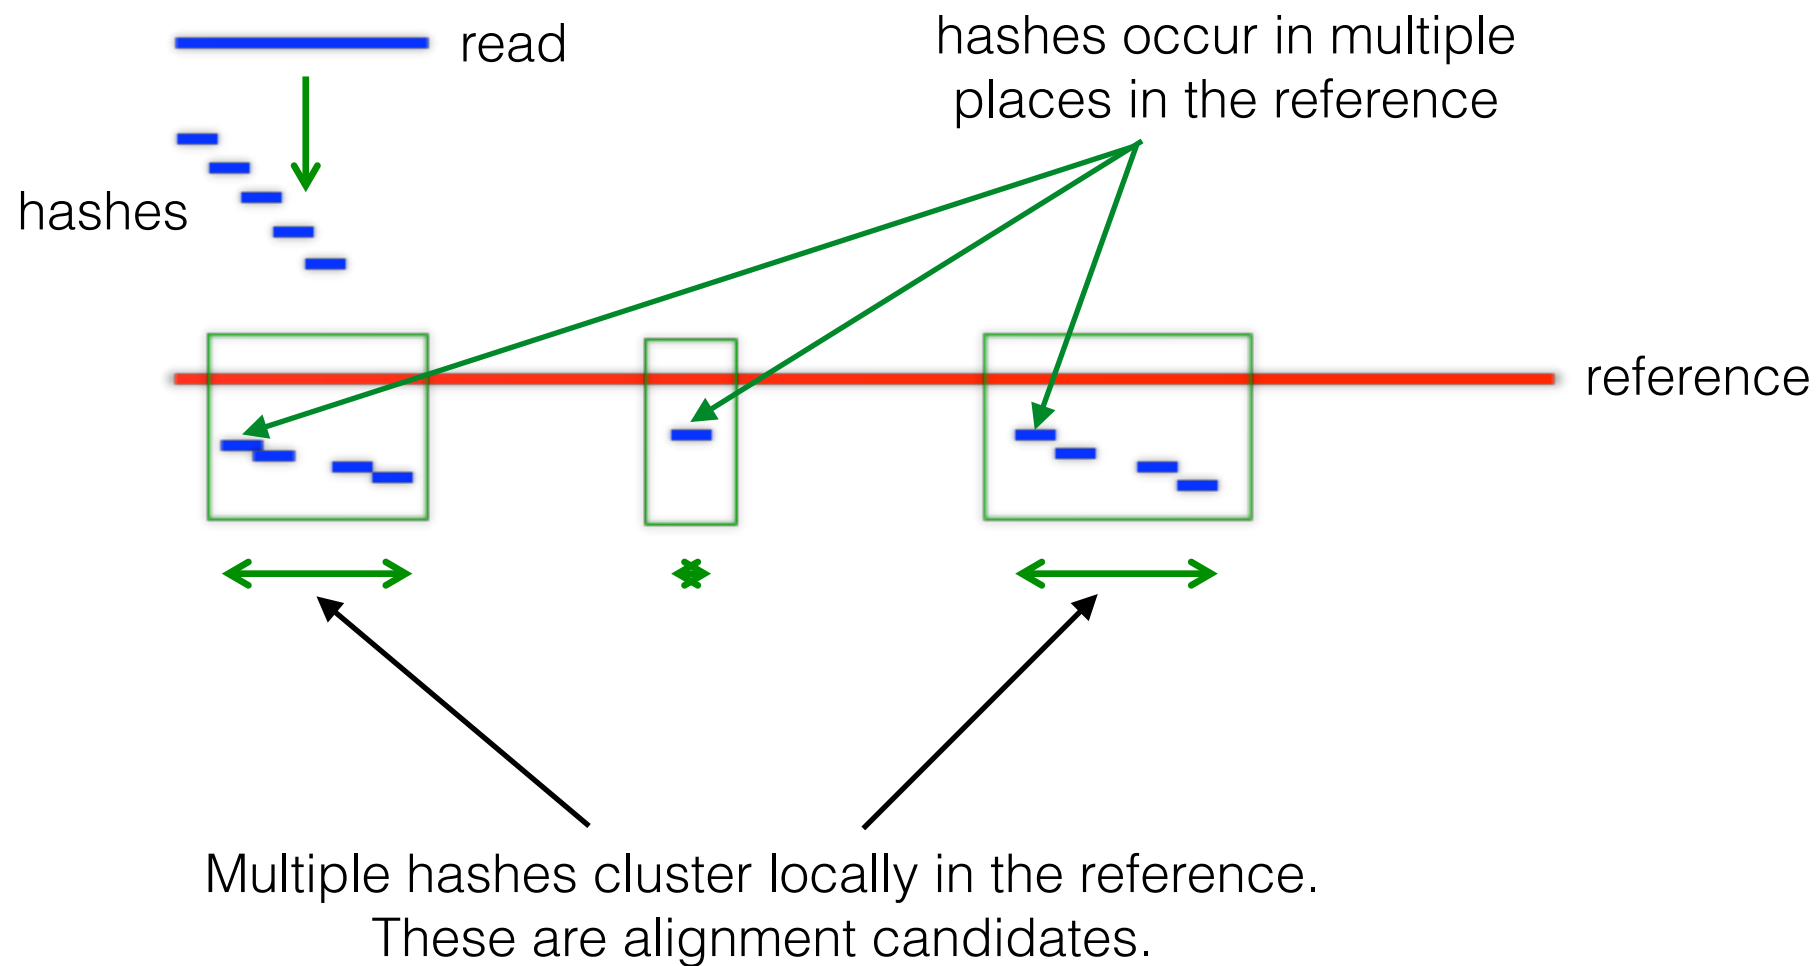 read
hashes occur in multiple
places in the reference
hashes
reference
Multiple hashes cluster locally in the reference.
These are alignment candidates.